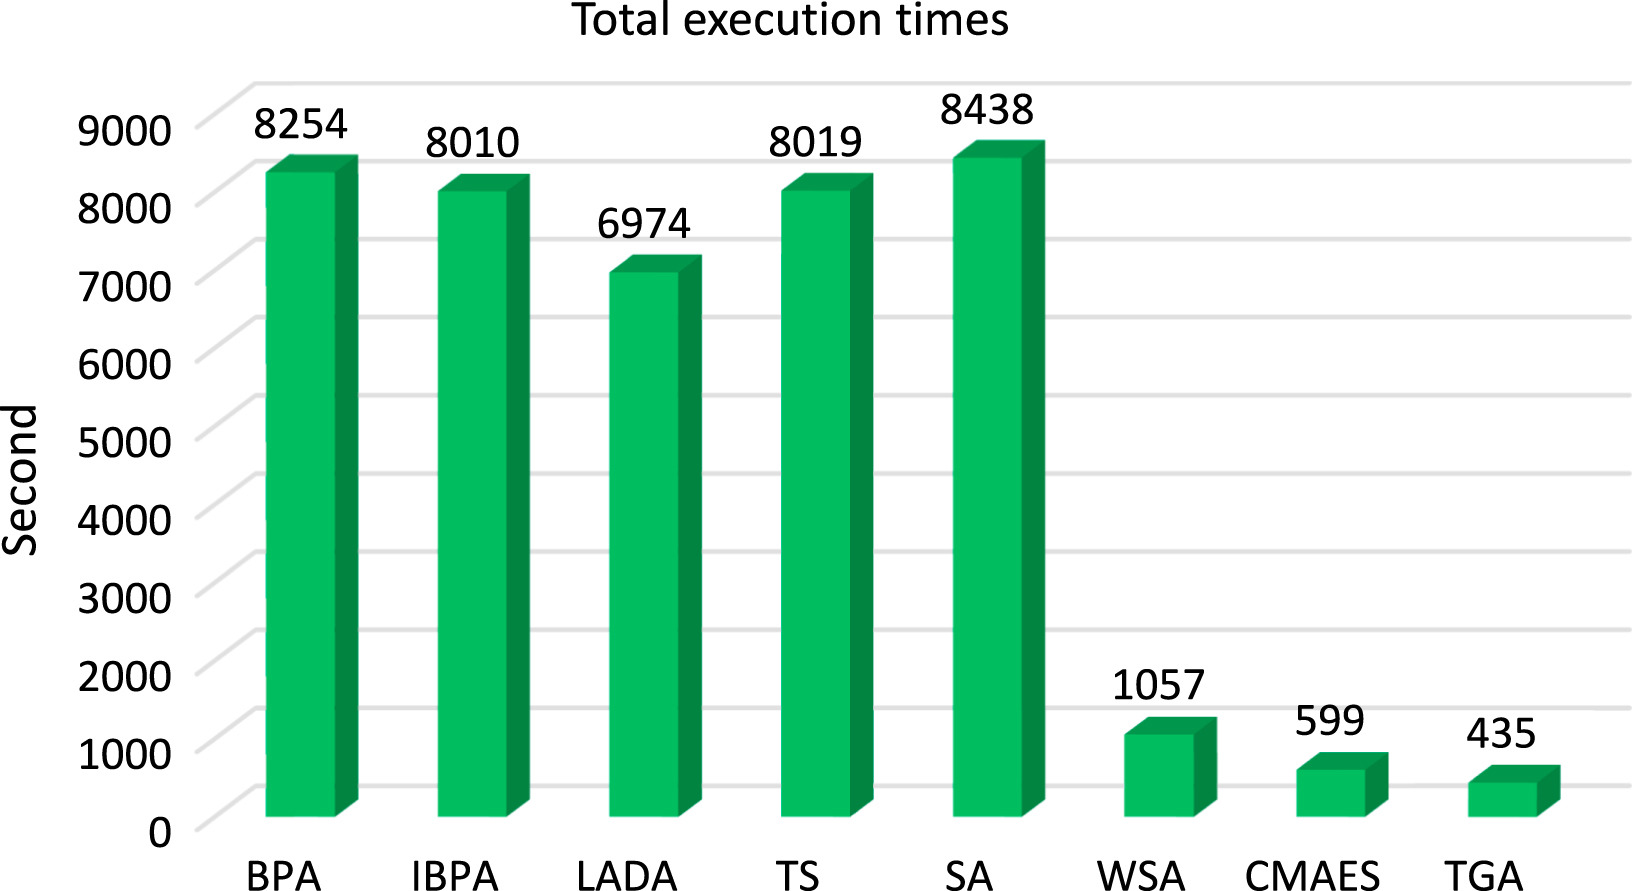 Total execution times
Second
9000
8000
7000
6000
5000
4000
3000
2000
1000
0
8254
8010
6974
8019
8438
1057
599
435
BPA
IBPA
LADA
TS
SA
WSA
CMAES
TGA